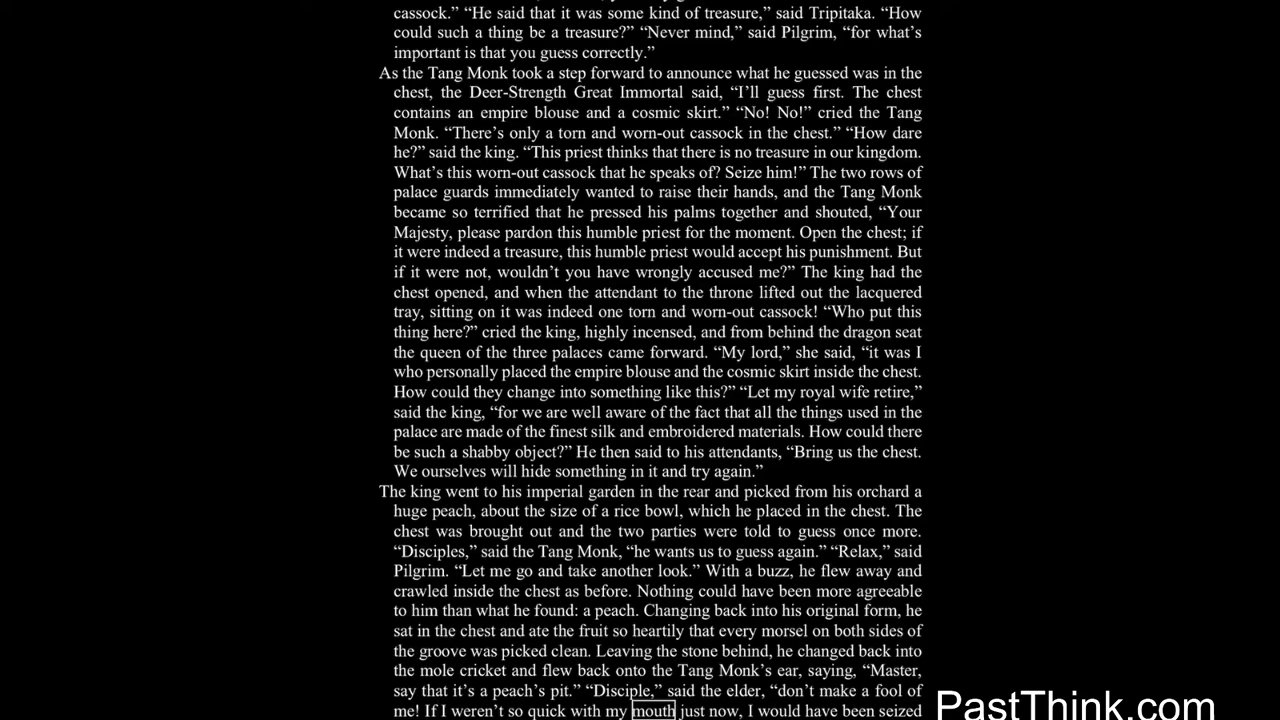 cassock.” “He said that it was some kind of treasure,” said Tripitaka. “How
could such a thing be a treasure?” “Never mind,” said Pilgrim, “for what’s
important is that you guess correctly.”
As the Tang Monk took a step forward to announce what he guessed was in the
chest, the Deer-Strength Great Immortal said, “I’ll guess first. The chest
contains an empire blouse and a cosmic skirt.” “No! No!” cried the Tang
Monk. “There’s only a torn and worn-out cassock in the chest.” “How dare
he?” said the king. “This priest thinks that there is no treasure in our kingdom.
What’s this worn-out cassock that he speaks of? Seize him!” The two rows of
palace guards immediately wanted to raise their hands, and the Tang Monk
became so terrified that he pressed his palms together and shouted, “Your
Majesty, please pardon this humble priest for the moment. Open the chest; if
it were indeed a treasure, this humble priest would accept his punishment. But
if it were not, wouldn’t you have wrongly accused me?” The king had the
chest opened, and when the attendant to the throne lifted out the lacquered
tray, sitting on it was indeed one torn and worn-out cassock! “Who put this
thing here?” cried the king, highly incensed, and from behind the dragon seat
the queen of the three palaces came forward. “My lord,” she said, “it was I
who personally placed the empire blouse and the cosmic skirt inside the chest.
How could they change into something like this?” “Let my royal wife retire,”
said the king, “for we are well aware of the fact that all the things used in the
palace are made of the finest silk and embroidered materials. How could there
be such a shabby object?” He then said to his attendants, “Bring us the chest.
We ourselves will hide something in it and try again.”
The king went to his imperial garden in the rear and picked from his orchard a
huge peach, about the size of a rice bowl, which he placed in the chest. The
chest was brought out and the two parties were told to guess once more.
“Disciples,” said the Tang Monk, “he wants us to guess again.” “Relax,” said
Pilgrim. “Let me go and take another look.” With a buzz, he flew away and
crawled inside the chest as before. Nothing could have been more agreeable
to him than what he found: a peach. Changing back into his original form, he
sat in the chest and ate the fruit so heartily that every morsel on both sides of
the groove was picked clean. Leaving the stone behind, he changed back into
the mole cricket and flew back onto the Tang Monk’s ear, saying, “Master,
say that it’s a peach’s pit.” “Disciple,” said the elder, “don’t make a fool of
me! If I weren’t so quick with my mouth just now, I would have been seized
PastThink.com